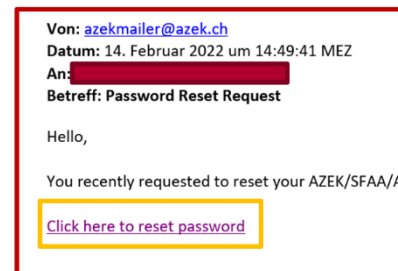 Von: azekmailer@azek.ch
Datum: 14. Februar 2022 um 14:49:41 MEZ
An:
Betreff: Password Reset Request
Hello,
You recently requested to reset your AZEK/SFAA/
Click here to reset password